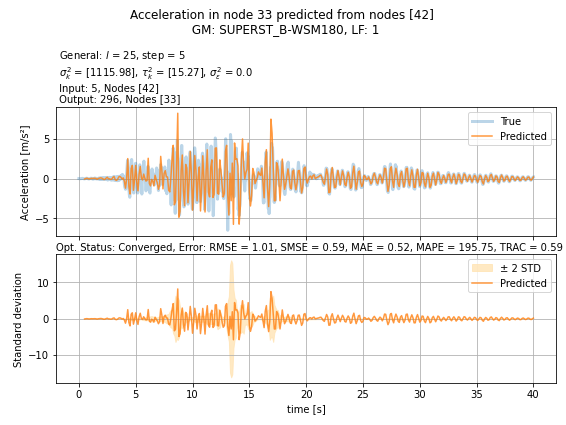 Acceleration in node 33 predicted from nodes [42]
GM: SUPERST_B-WSM180, LF: 1
General: l = 25, step = 5
σ²ₖ = [1115.98], τ²ₖ = [15.27], σ²_ε = 0.0
Input: 5, Nodes [42]
Output: 296, Nodes [33]
Acceleration [m/s²]
5
0
−5
True
Predicted
Opt. Status: Converged, Error: RMSE = 1.01, SMSE = 0.59, MAE = 0.52, MAPE = 195.75, TRAC = 0.59
Standard deviation
10
0
−10
± 2 STD
Predicted
0 5 10 15 20 25 30 35 40
time [s]